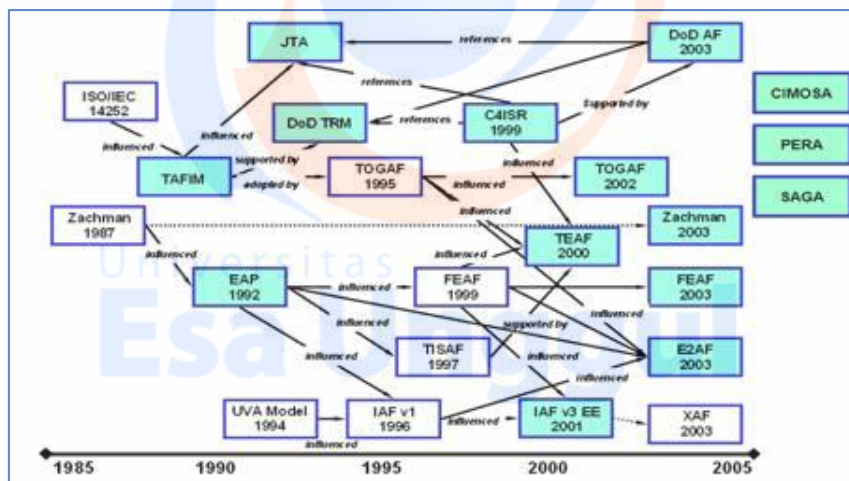 JTA
references
DoD AF
2003
ISO/IEC
14252
references
CIMOSA
C4ISR
1999
Supported by
DoD TRM
references
influenced
influenced
PERA
supported by
TAFIM
adopted by
TOGAF
1995
influenced
influenced
TOGAF
2002
SAGA
Zachman
1987
influenced
Zachman
2003
TEAF
2000
influenced
influenced
Universitas
Esa Unggul
EAP
1992
influenced
FEAF
1999
FEAF
2003
influenced
supported by
influenced
TISAF
1997
influenced
influenced
E2AF
2003
influenced
UVA Model
1994
IAF v1
1996
influenced
IAF v3 EE
2001
XAF
2003
influenced
1985
1990
1995
2000
2005